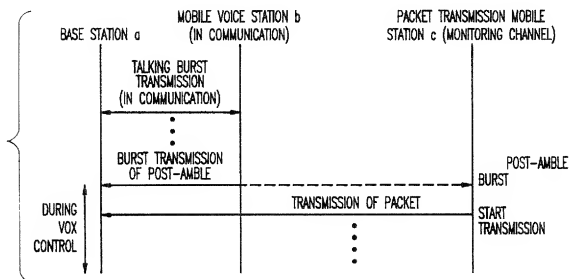 BASE STATION a
MOBILE VOICE STATION b
(IN COMMUNICATION)
PACKET TRANSMISSION MOBILE
STATION c (MONITORING CHANNEL)
TALKING BURST
TRANSMISSION
(IN COMMUNICATION)
BURST TRANSMISSION
OF POST-AMBLE
POST-AMBLE
BURST
DURING
VOX
CONTROL
TRANSMISSION OF PACKET
START
TRANSMISSION